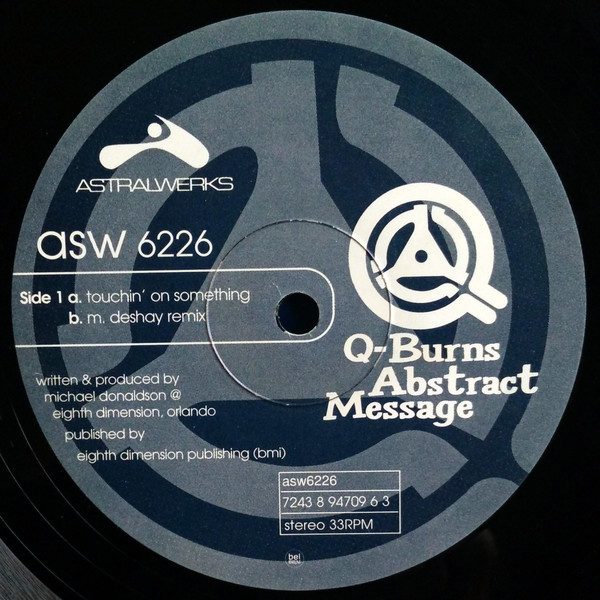 ASTRALWERKS
asw 6226
Side 1 a. touchin' on something
b. m. deshay remix
Q-Burns
Abstract
Message
written & produced by
michael donaldson @
eighth dimension, orlando
published by
eighth dimension publishing (bmi)
asw6226
7243 8 94709 6 3
stereo 33RPM
bel